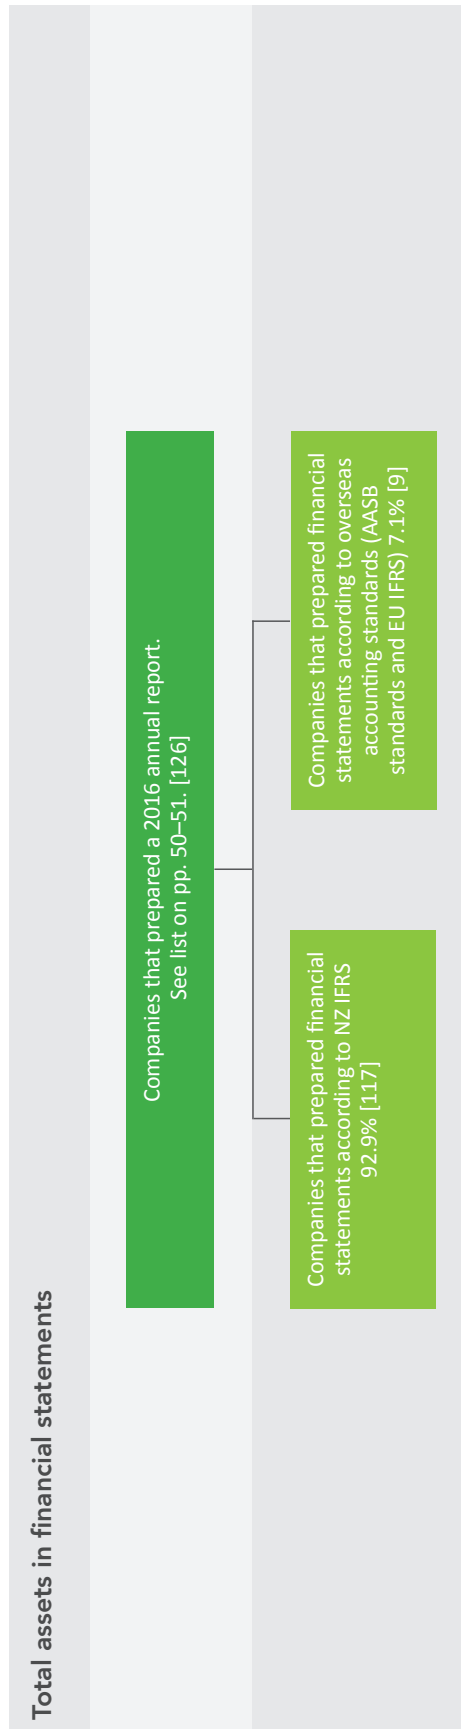 Total assets in financial statements
Companies that prepared a 2016 annual report.
See list on pp. 50–51. [126]
Companies that prepared financial
statements according to NZ IFRS
92.9% [117]
Companies that prepared financial
statements according to overseas
accounting standards (AASB
standards and EU IFRS) 7.1% [9]